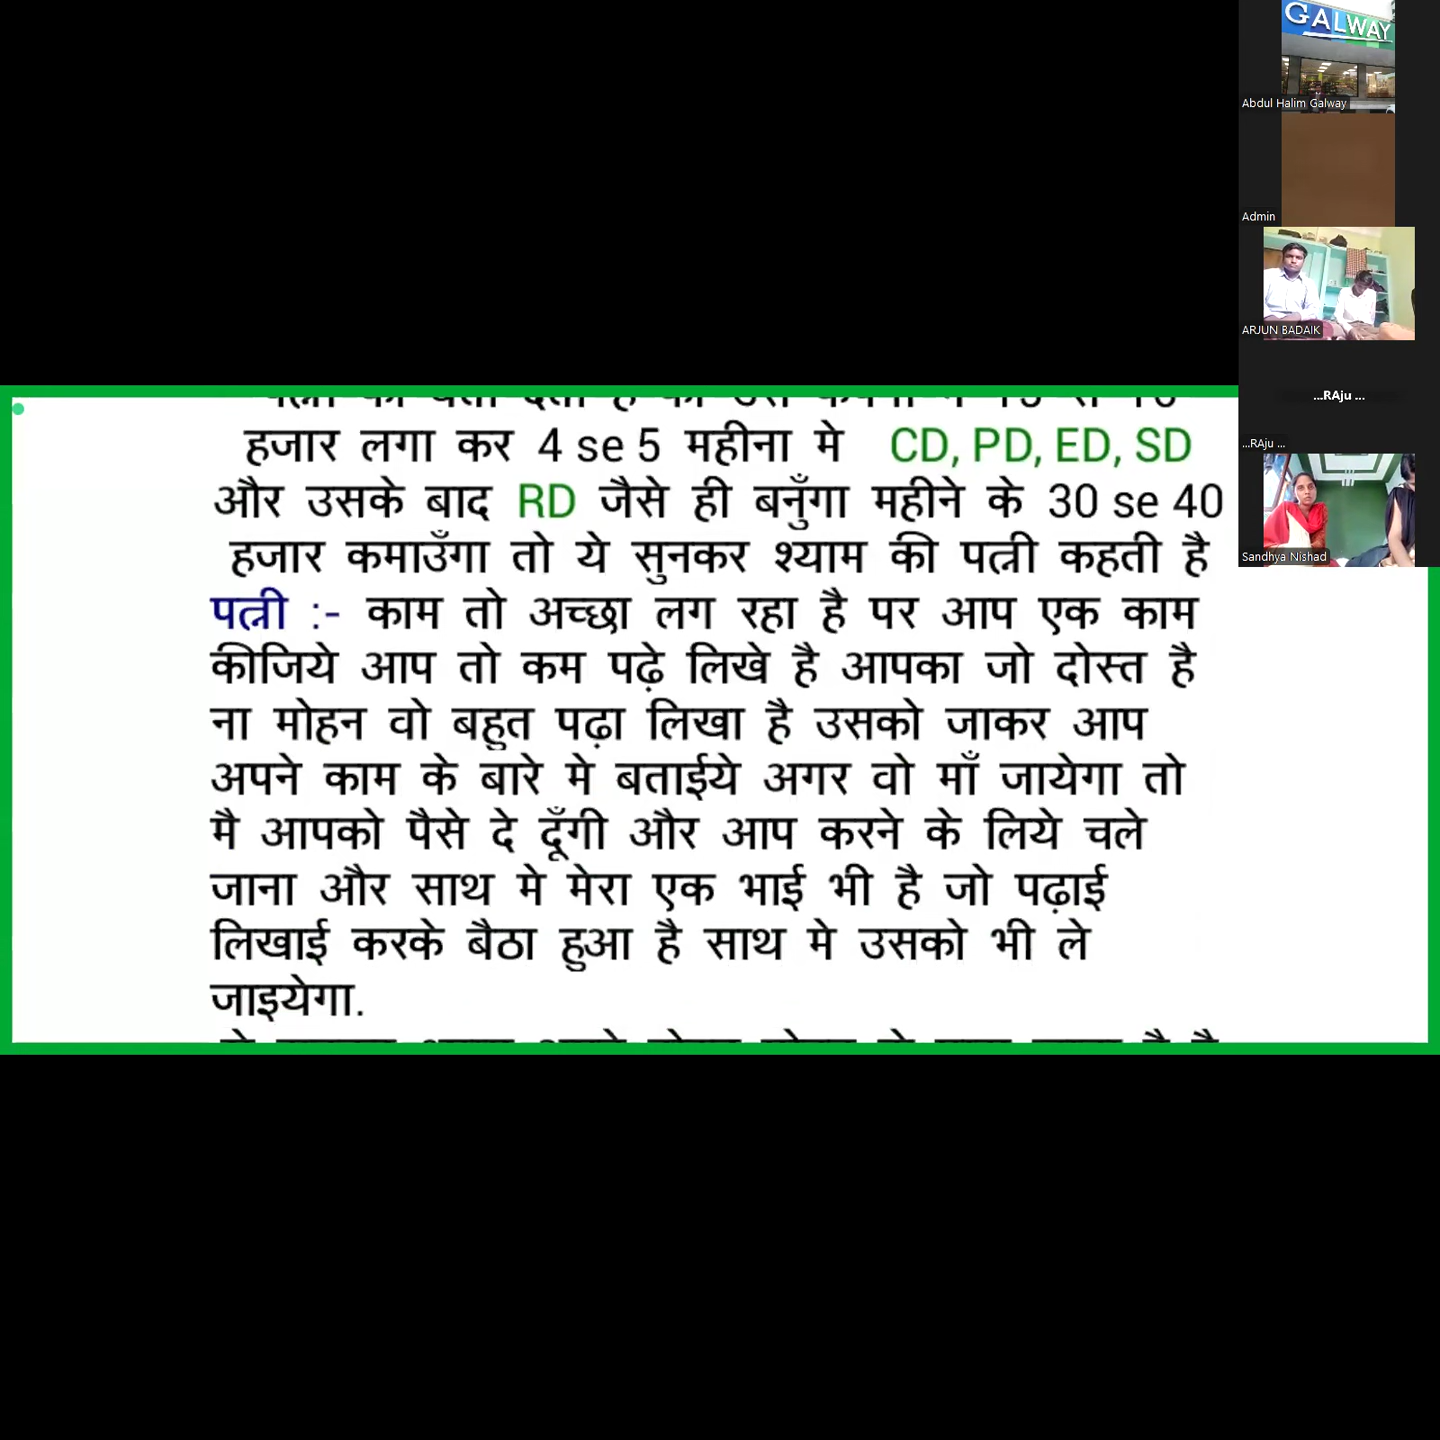 हजार लगा कर 4 se 5 महीना मे CD, PD, ED, SD
और उसके बाद RD जैसे ही बनुँगा महीने के 30 se 40
हजार कमाउँगा तो ये सुनकर श्याम की पत्नी कहती है
पत्नी :- काम तो अच्छा लग रहा है पर आप एक काम
कीजिये आप तो कम पढ़े लिखे है आपका जो दोस्त है
ना मोहन वो बहुत पढ़ा लिखा है उसको जाकर आप
अपने काम के बारे मे बताईये अगर वो माँ जायेगा तो
मै आपको पैसे दे दूँगी और आप करने के लिये चले
जाना और साथ मे मेरा एक भाई भी है जो पढ़ाई
लिखाई करके बैठा हुआ है साथ मे उसको भी ले
जाइयेगा.
GALWAY
Abdul Halim Galway
Admin
ARJUN BADAIK
...RAju ...
...RAju ...
Sandhya Nishad